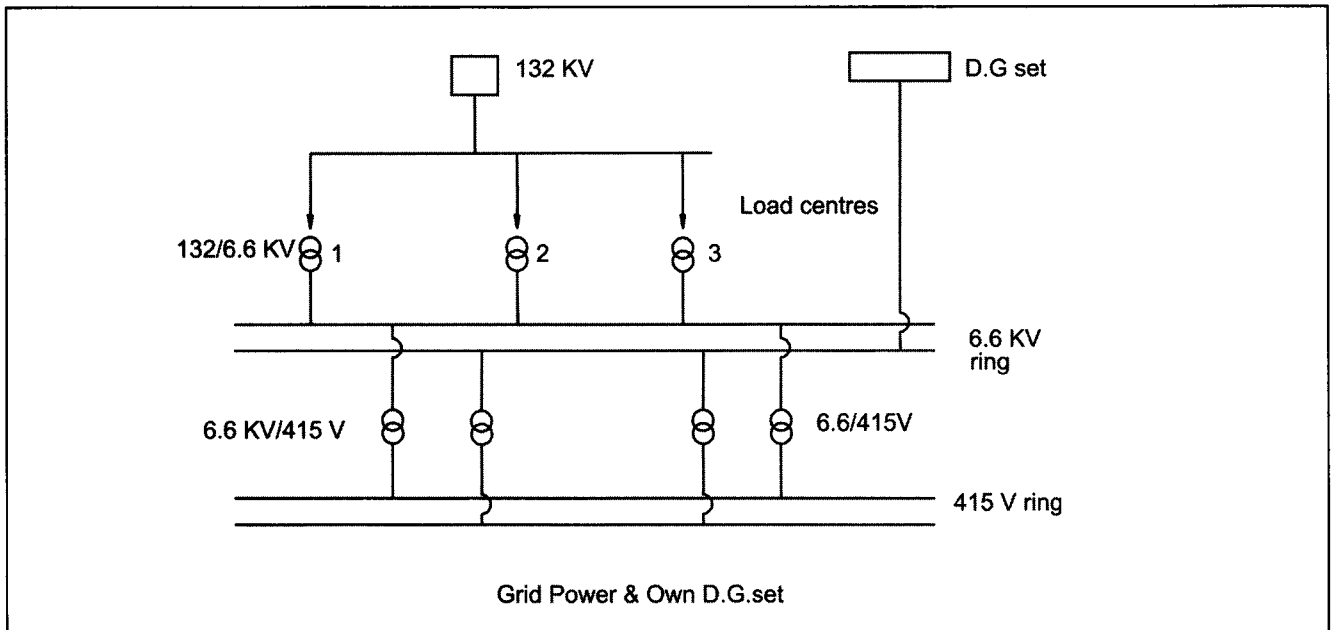 132 KV
D.G set
Load centres
132/6.6 KV
1
2
3
6.6 KV
ring
6.6 KV/415 V
6.6/415V
415 V ring
Grid Power & Own D.G.set